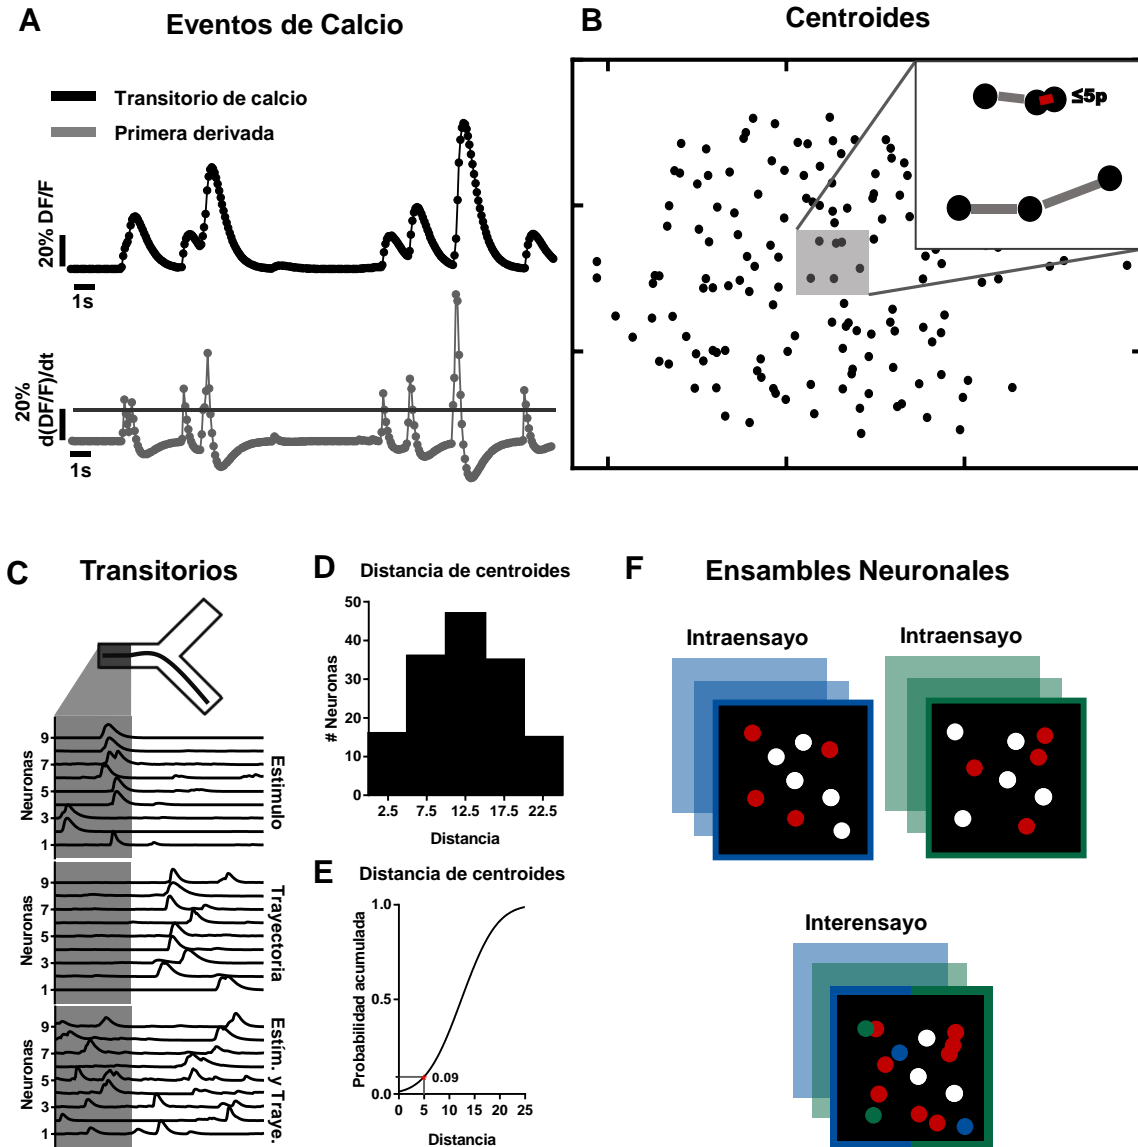 A
Eventos de Calcio
Transitorio de calcio
Primera derivada
20% DF/F
1s
20%
d(DF/F)/dt
1s
B
Centroides
≤5p
C
Transitorios
Neuronas
9
7
5
3
1
Estimulo
Neuronas
9
7
5
3
1
Trayectoria
Neuronas
9
7
5
3
1
Estím. y Traye.
D
Distancia de centroides
# Neuronas
50
40
30
20
10
0
2.5 7.5 12.5 17.5 22.5
Distancia
E
Distancia de centroides
Probabilidad acumulada
1.0
0.5
0.0
0.09
0 5 10 15 20 25
Distancia
F
Ensambles Neuronales
Intraensayo
Intraensayo
Interensayo